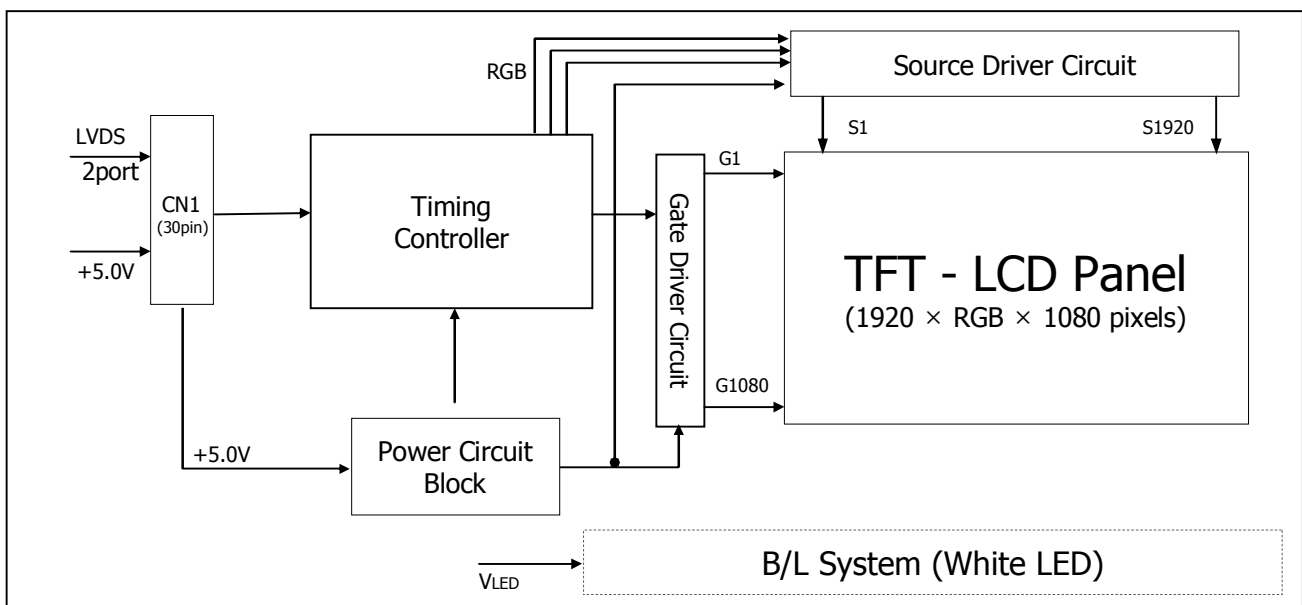 RGB
Source Driver Circuit
S1
S1920
LVDS
2port
CN1
(30pin)
+5.0V
Timing
Controller
Gate Driver Circuit
G1
G1080
TFT - LCD Panel
(1920 × RGB × 1080 pixels)
+5.0V
Power Circuit
Block
VLED
B/L System (White LED)